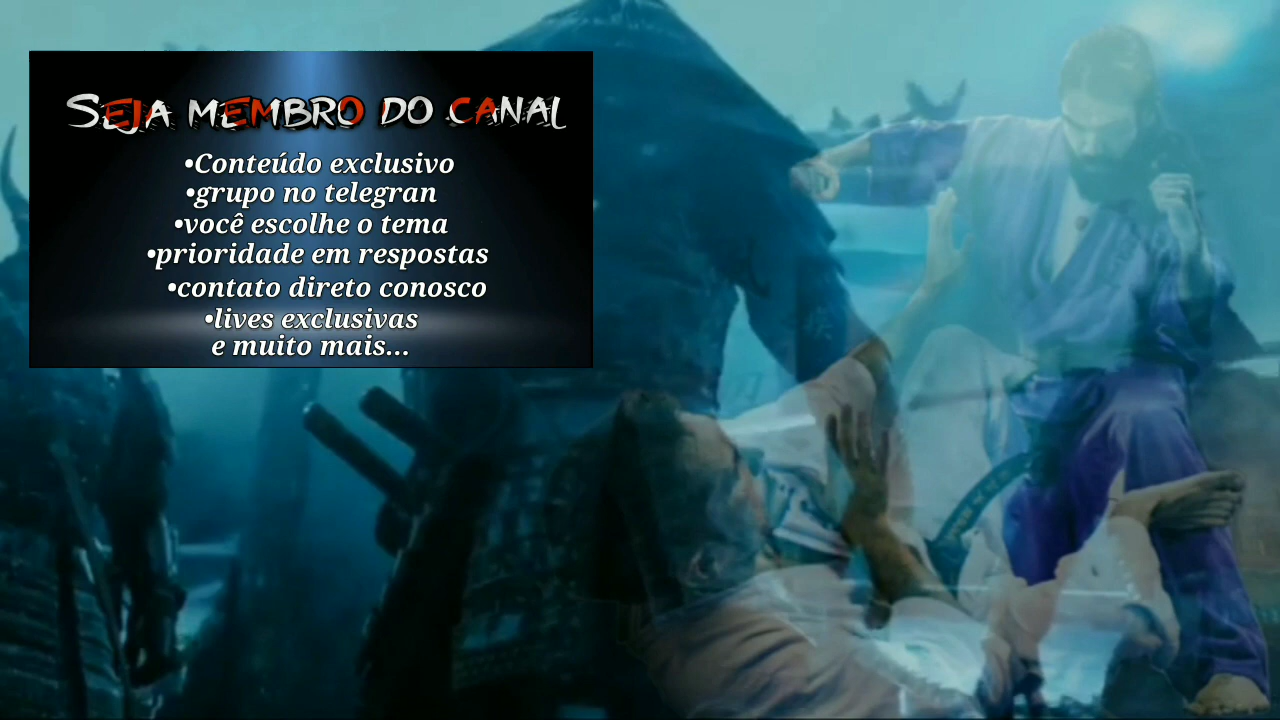 SEJA MEMBRO DO CANAL
•Conteúdo exclusivo
•grupo no telegran
•você escolhe o tema
•prioridade em respostas
•contato direto conosco
•lives exclusivas
e muito mais...